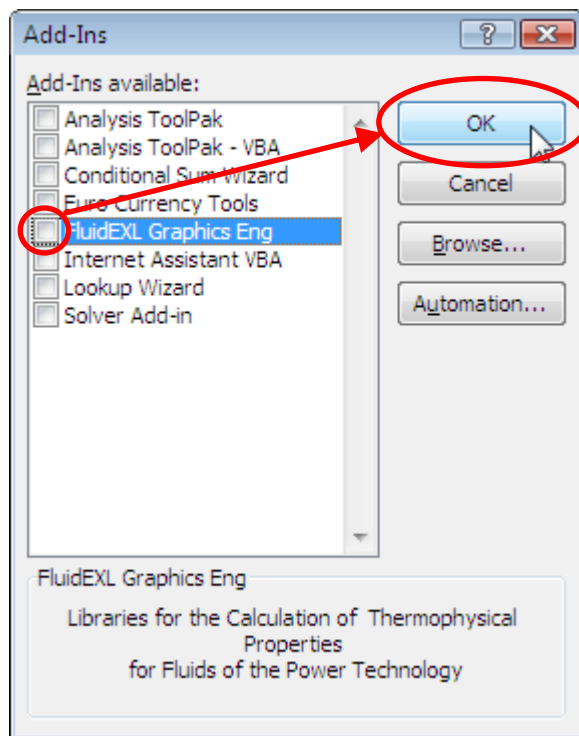 Add-Ins
Add-Ins available:
Analysis ToolPak
Analysis ToolPak - VBA
Conditional Sum Wizard
Euro Currency Tools
FluidEXL Graphics Eng
Internet Assistant VBA
Lookup Wizard
Solver Add-in
OK
Cancel
Browse...
Automation...
FluidEXL Graphics Eng
Libraries for the Calculation of Thermophysical
Properties
for Fluids of the Power Technology